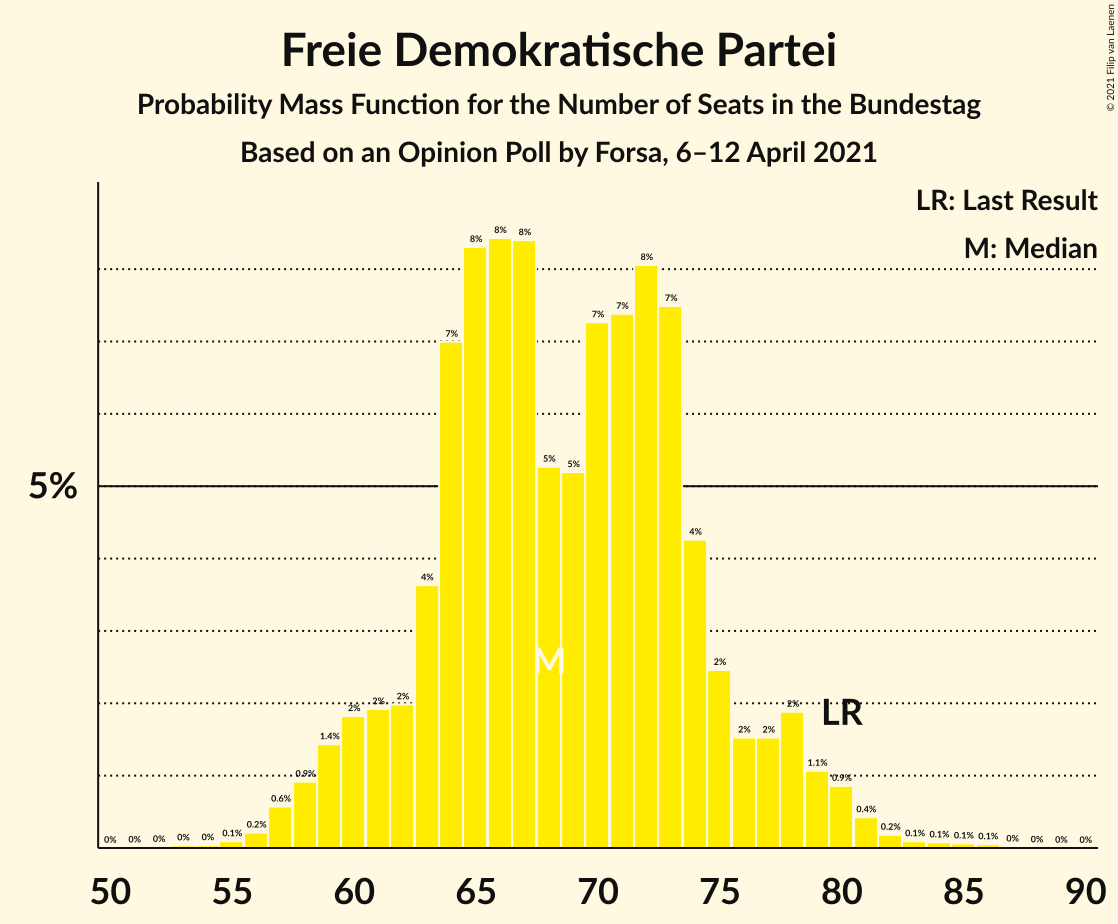 Freie Demokratische Partei
Probability Mass Function for the Number of Seats in the Bundestag
Based on an Opinion Poll by Forsa, 6–12 April 2021
© 2021 Filip van Laenen
LR: Last Result
M: Median
5%
0% 0% 0% 0% 0% 0.1% 0.2% 0.6% 0.9% 1.4% 2% 2% 2% 4% 7% 8% 8% 8% 5% 5% 7% 7% 8% 7% 4% 2% 2% 2% 2% 1.1% 0.9% 0.4% 0.2% 0.1% 0.1% 0.1% 0.1% 0% 0% 0% 0%
M
LR
50 55 60 65 70 75 80 85 90